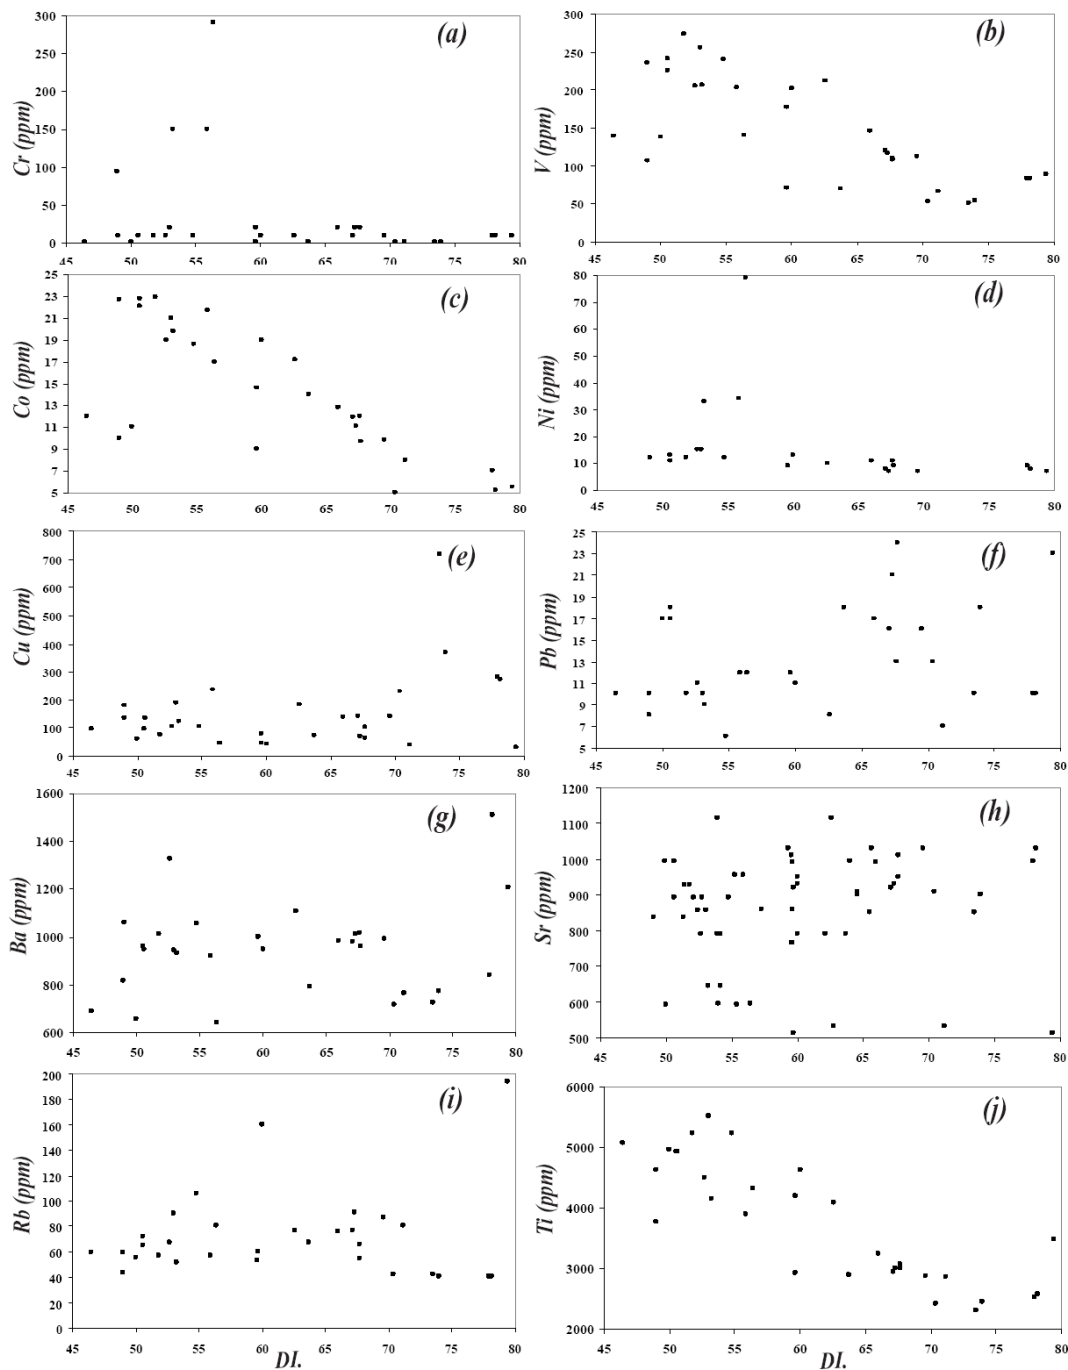 (a)
Cr (ppm)
300
250
200
150
100
50
0
45 50 55 60 65 70 75 80
(b)
V (ppm)
300
250
200
150
100
50
0
45 50 55 60 65 70 75 80
(c)
Co (ppm)
25
23
21
19
17
15
13
11
9
7
5
45 50 55 60 65 70 75 80
(d)
Ni (ppm)
80
70
60
50
40
30
20
10
0
45 50 55 60 65 70 75 80
(e)
Cu (ppm)
800
700
600
500
400
300
200
100
0
45 50 55 60 65 70 75 80
(f)
Pb (ppm)
25
23
21
19
17
15
13
11
9
7
5
45 50 55 60 65 70 75 80
(g)
Ba (ppm)
1600
1400
1200
1000
800
600
45 50 55 60 65 70 75 80
(h)
Sr (ppm)
1200
1100
1000
900
800
700
600
500
45 50 55 60 65 70 75 80
(i)
Rb (ppm)
200
180
160
140
120
100
80
60
40
20
0
45 50 55 60 65 70 75 80
DI.
(j)
Ti (ppm)
6000
5000
4000
3000
2000
45 50 55 60 65 70 75 80
DI.